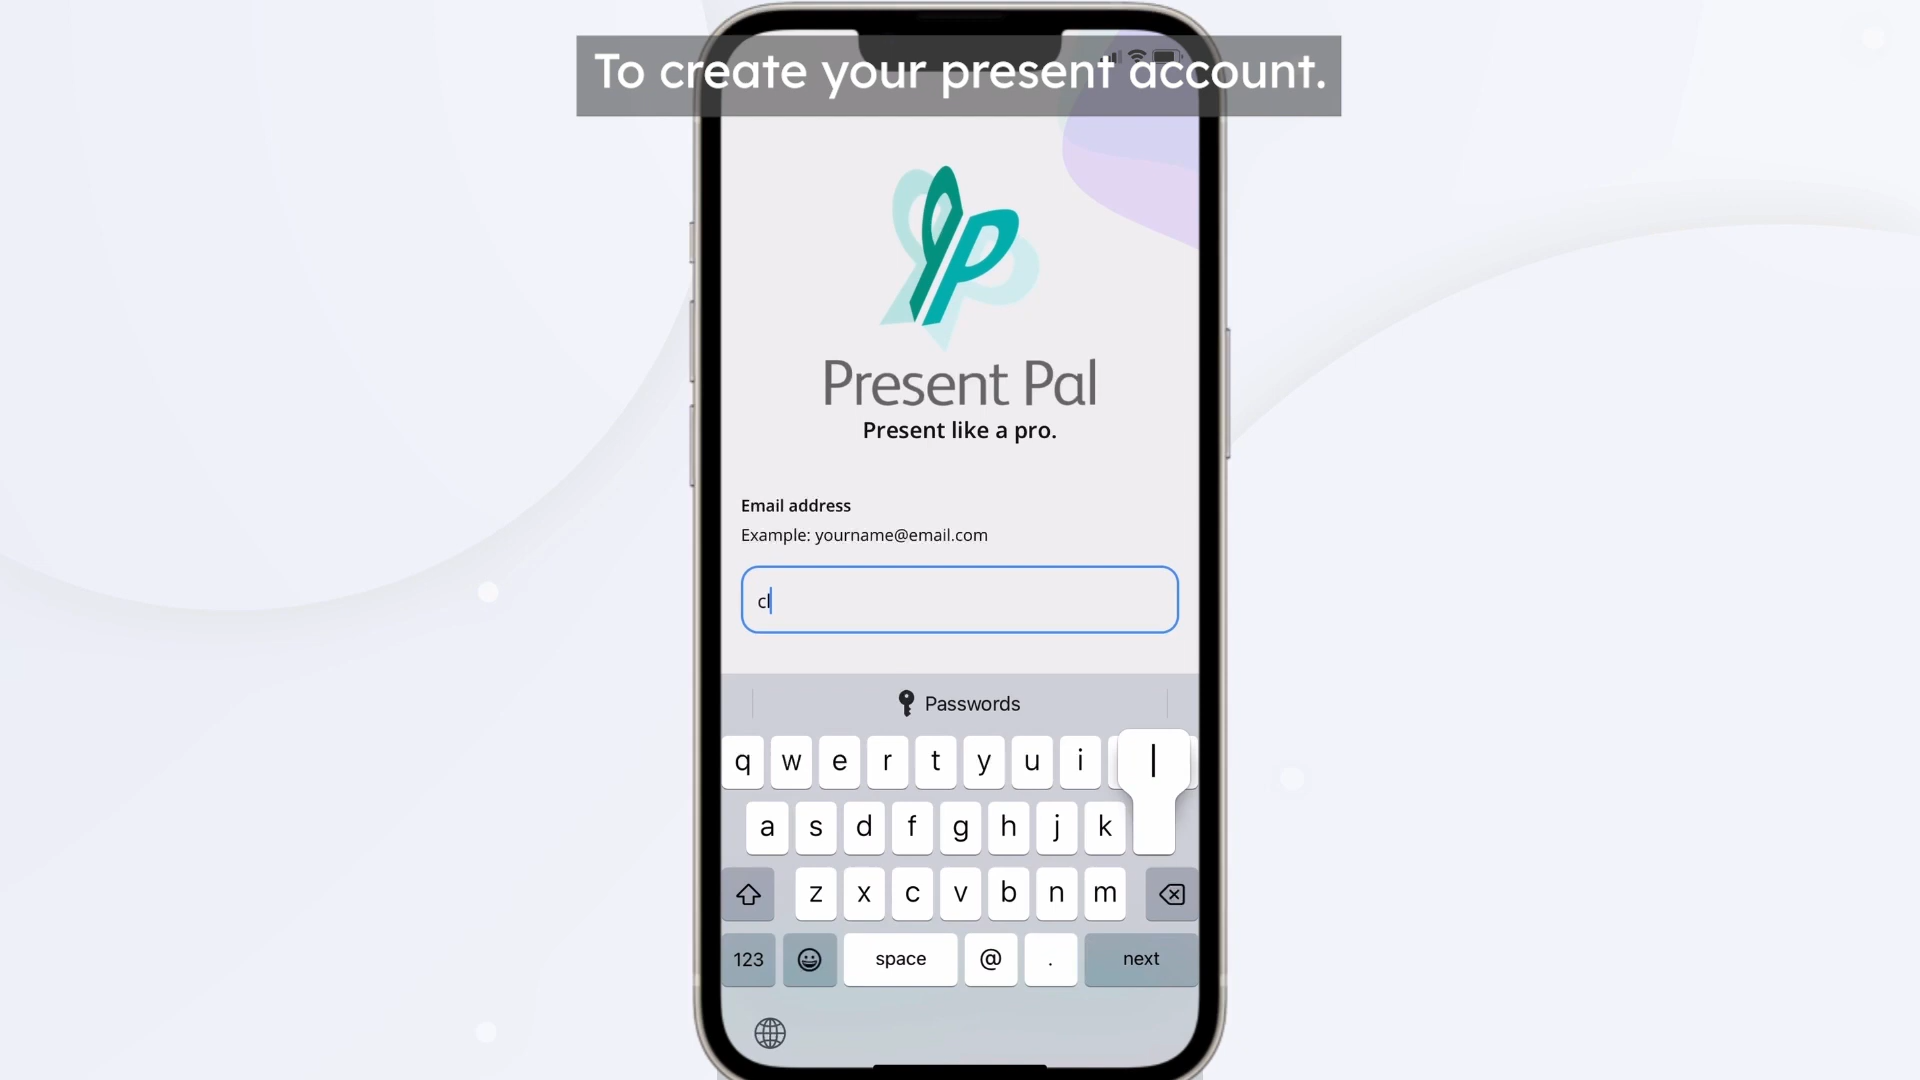 To create your present account.
Present Pal
Present like a pro.
Email address
Example: yourname@email.com
cl
Passwords
q w e r t y u i l
a s d f g h j k
z x c v b n m
123 space @ . next